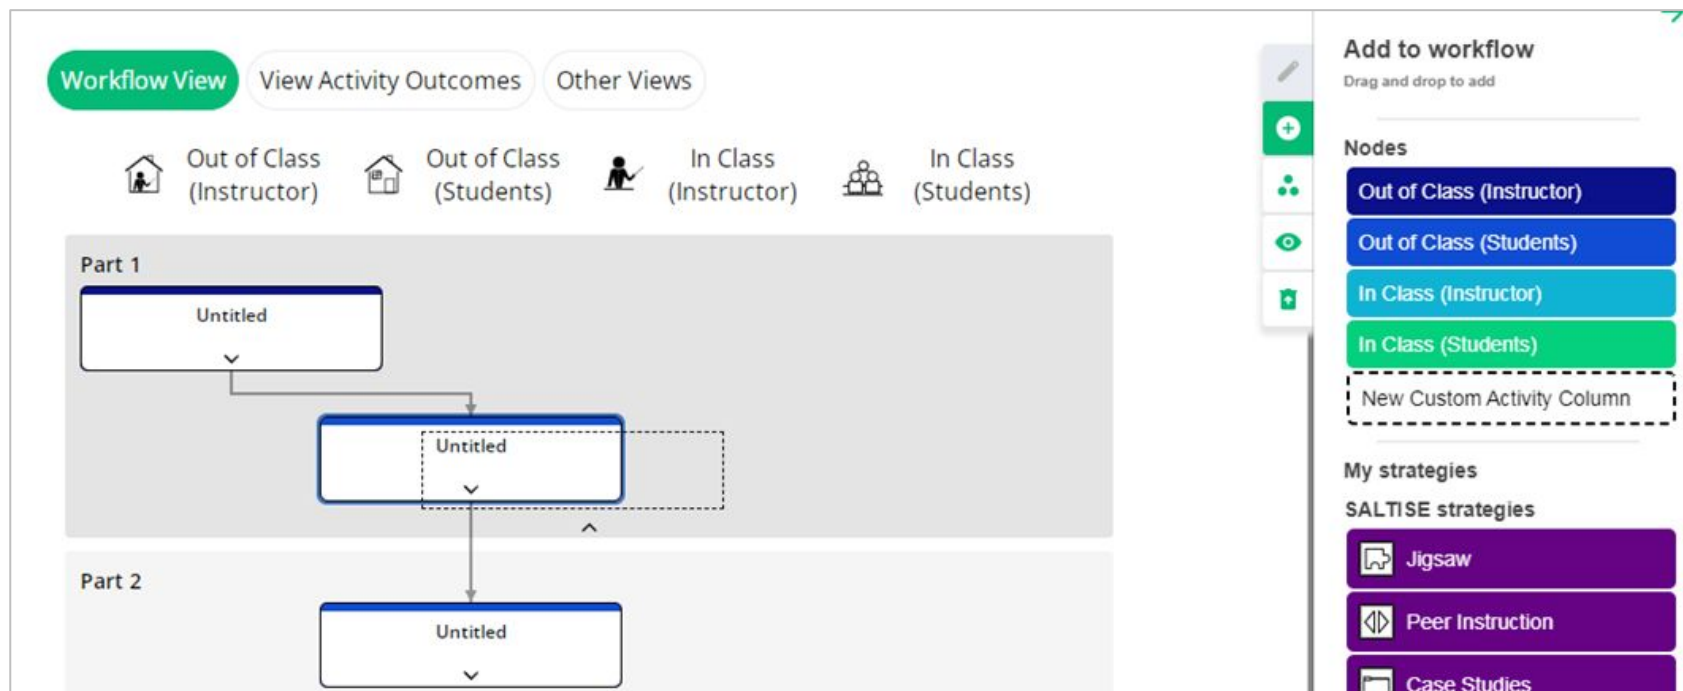 Workflow View
View Activity Outcomes
Other Views
Out of Class
(Instructor)
Out of Class
(Students)
In Class
(Instructor)
In Class
(Students)
Part 1
Untitled
Untitled
Part 2
Untitled
Add to workflow
Drag and drop to add
Nodes
Out of Class (Instructor)
Out of Class (Students)
In Class (Instructor)
In Class (Students)
New Custom Activity Column
My strategies
SALTISE strategies
Jigsaw
Peer Instruction
Case Studies